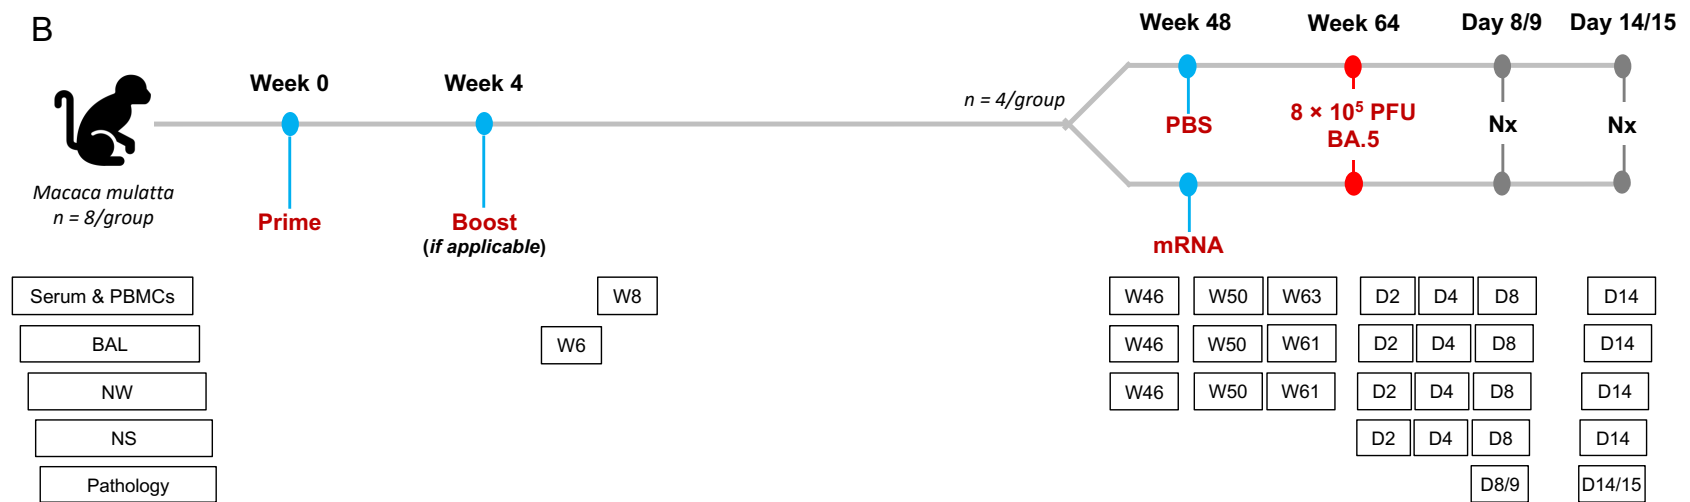 B
Week 48 Week 64 Day 8/9 Day 14/15
Week 0 Week 4
n = 4/group
PBS 8 × 10⁵ PFU Nx Nx
BA.5
Macaca mulatta
n = 8/group
Prime Boost mRNA
(if applicable)
Serum & PBMCs W8 W46 W50 W63 D2 D4 D8 D14
BAL W6 W46 W50 W61 D2 D4 D8 D14
NW W46 W50 W61 D2 D4 D8 D14
NS D2 D4 D8 D14
Pathology D8/9 D14/15